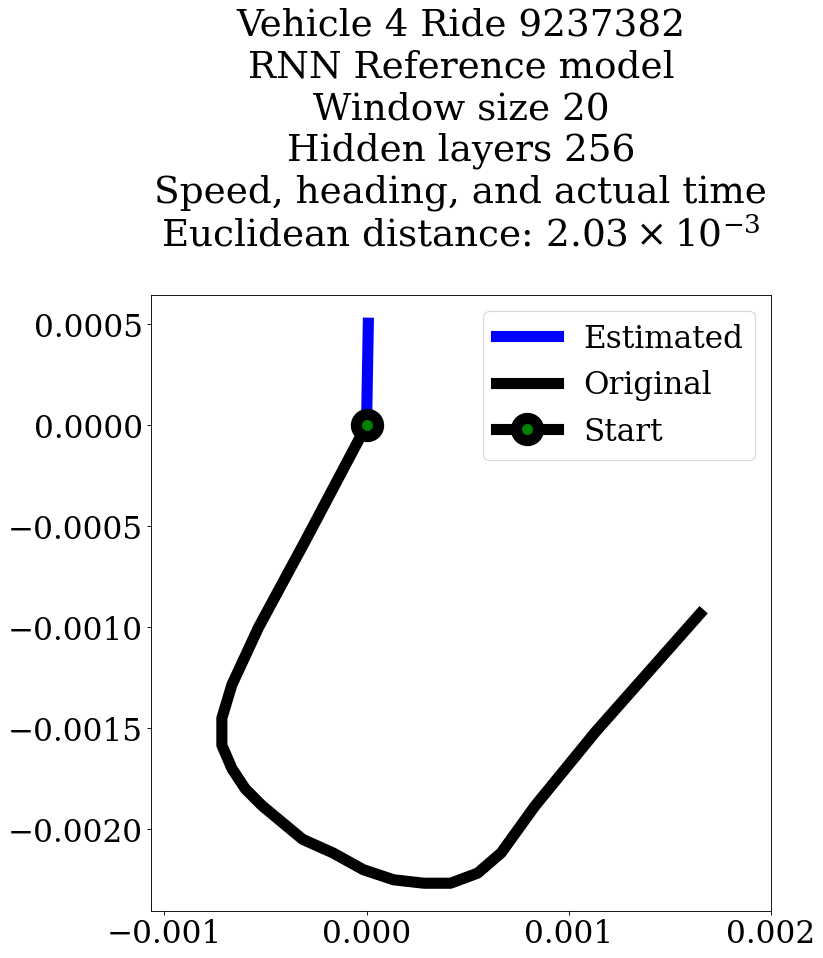 Vehicle 4 Ride 9237382
RNN Reference model
Window size 20
Hidden layers 256
Speed, heading, and actual time
Euclidean distance: 2.03 × 10⁻³
Estimated
Original
Start
0.0005
0.0000
−0.0005
−0.0010
−0.0015
−0.0020
−0.001 0.000 0.001 0.002